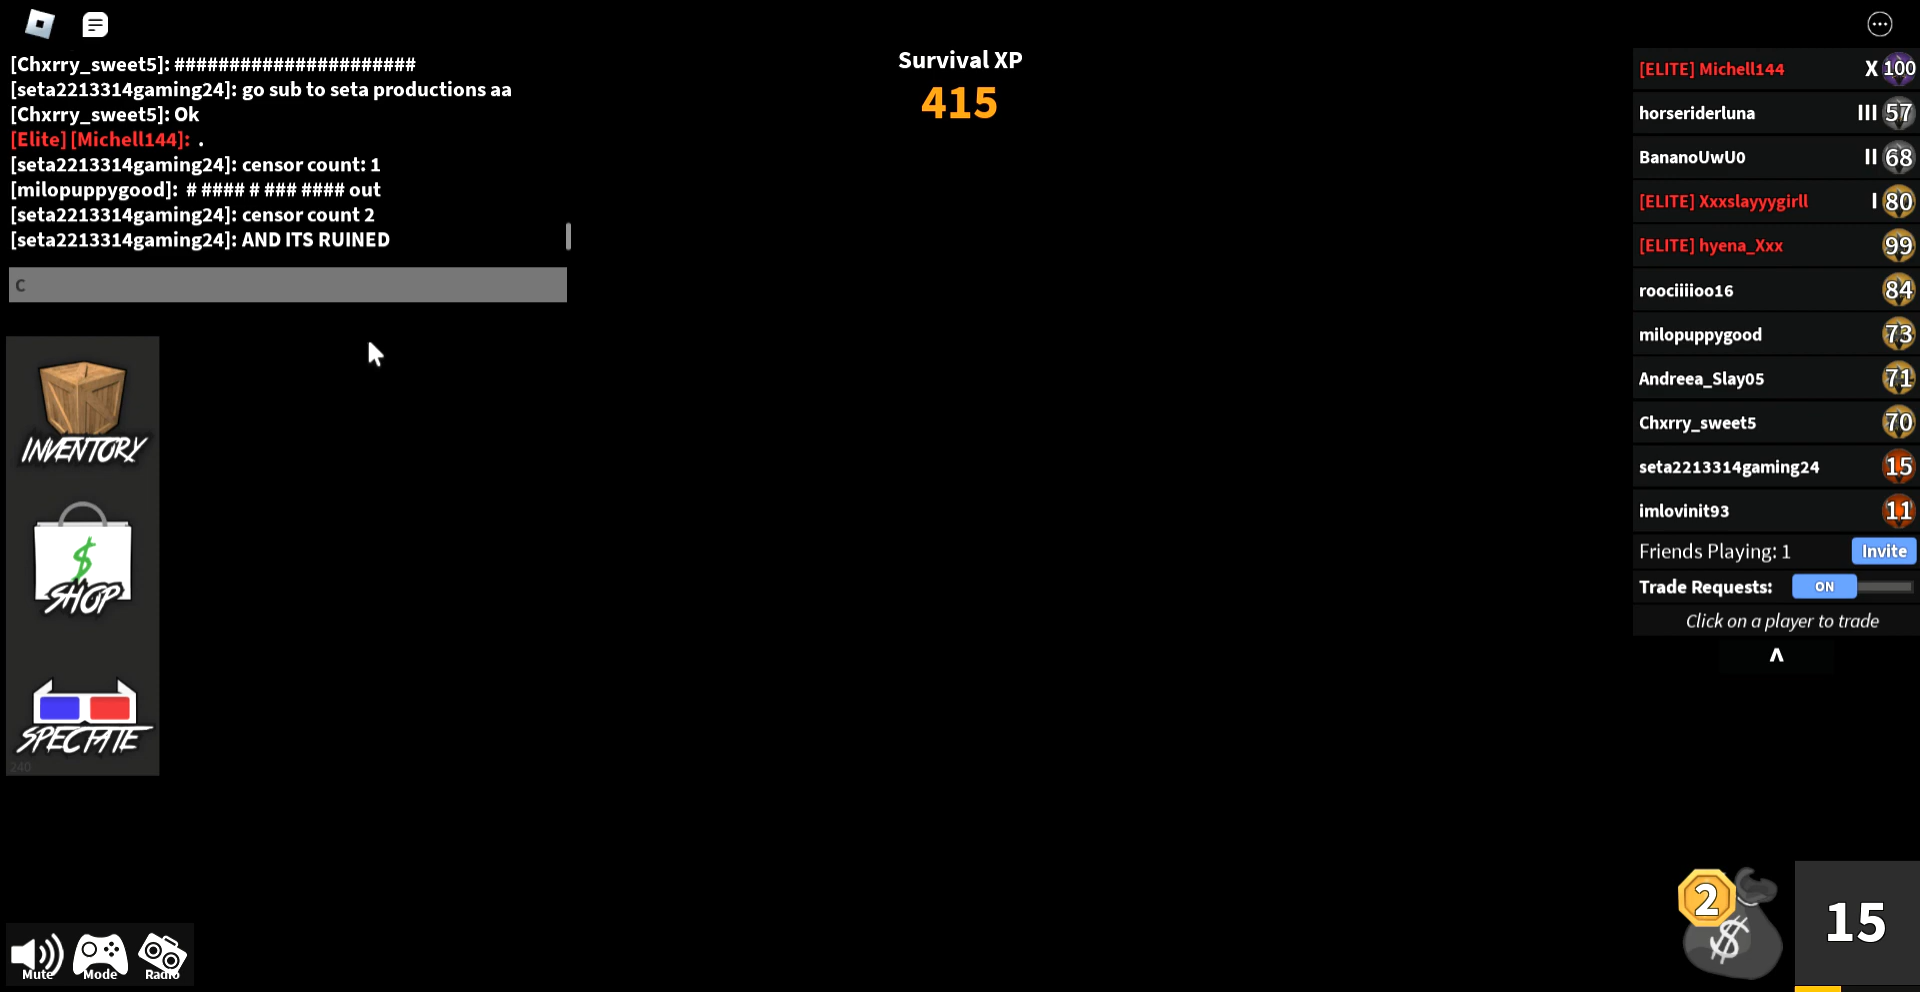 [Chxrry_sweet5]: ######################
[seta2213314gaming24]: go sub to seta productions aa
[Chxrry_sweet5]: Ok
[Elite] [Michell144]: .
[seta2213314gaming24]: censor count: 1
[milopuppygood]: # #### # ### #### out
[seta2213314gaming24]: censor count 2
[seta2213314gaming24]: AND ITS RUINED
C
INVENTORY
$
SHOP
SPECTATE
240
Mute
Mode
Radio
Survival XP
415
[ELITE] Michell144 X 100
horseriderluna III 57
BananoUwU0 II 68
[ELITE] Xxxslayyygirll I 80
[ELITE] hyena_Xxx 99
roociiiioo16 84
milopuppygood 73
Andreea_Slay05 71
Chxrry_sweet5 70
seta2213314gaming24 15
imlovinit93 11
Friends Playing: 1 Invite
Trade Requests: ON
Click on a player to trade
2
$
15